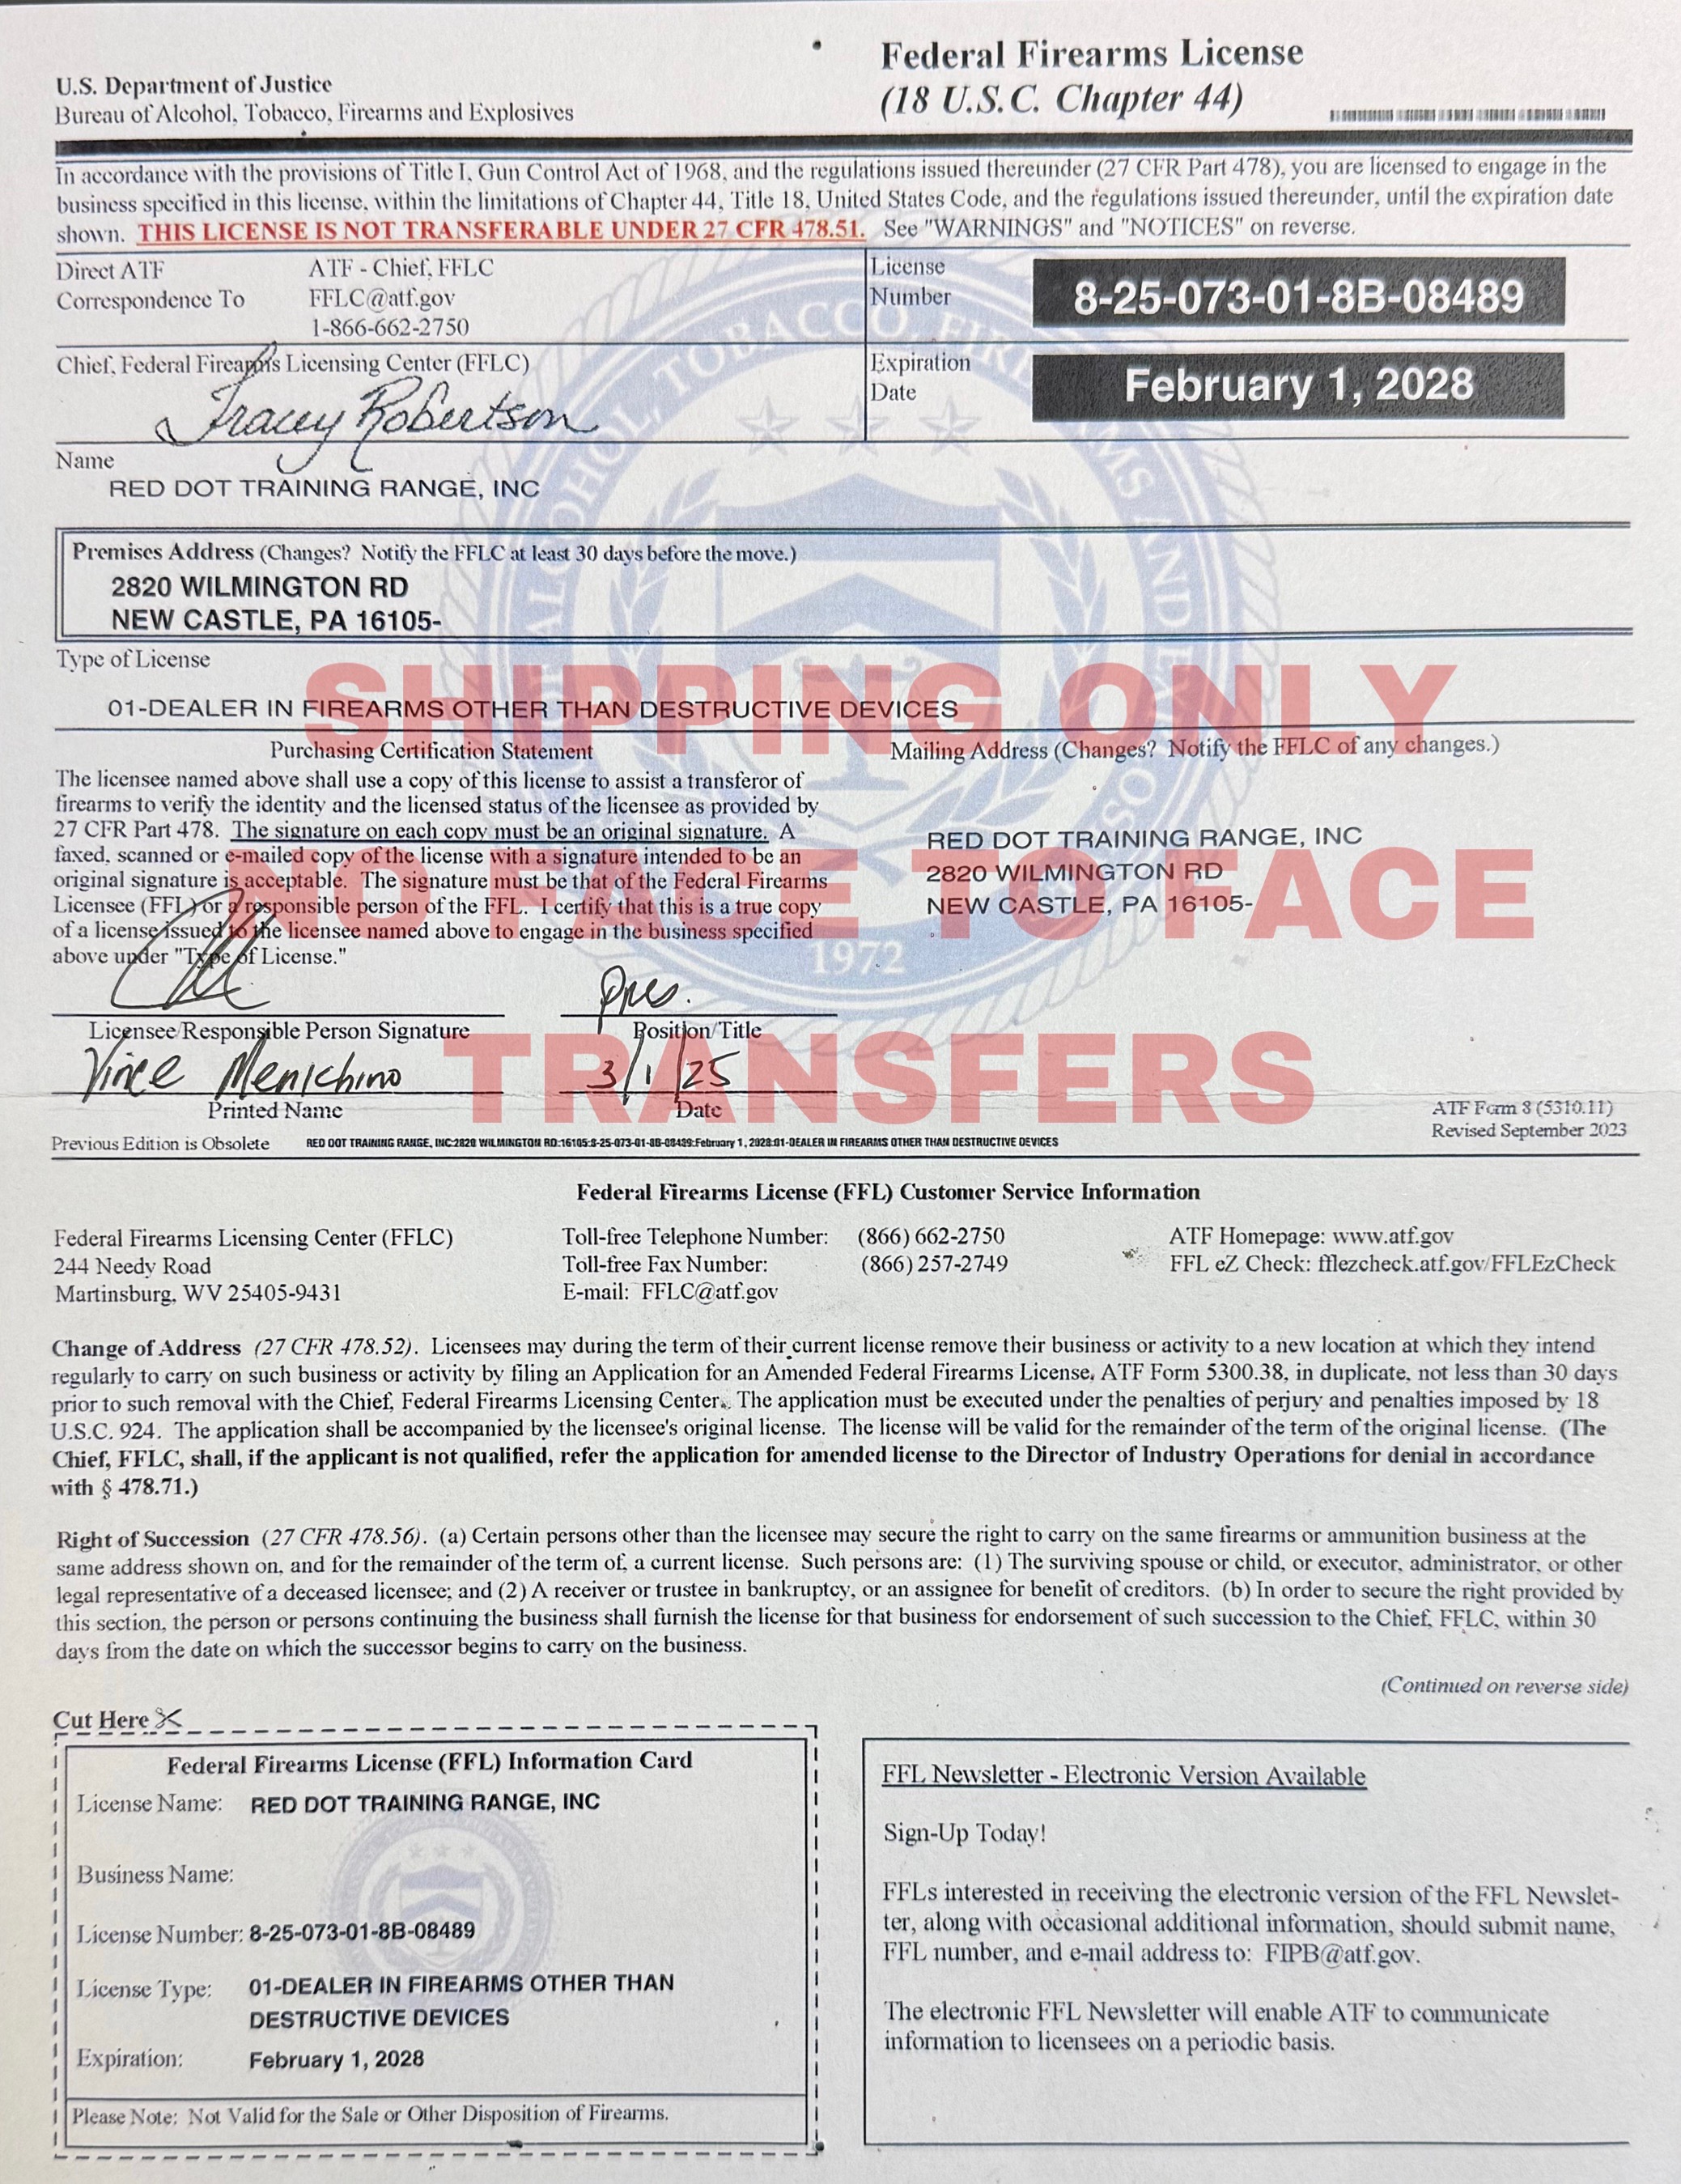 U.S. Department of Justice
Bureau of Alcohol, Tobacco, Firearms and Explosives
Federal Firearms License
(18 U.S.C. Chapter 44)
In accordance with the provisions of Title I, Gun Control Act of 1968, and the regulations issued thereunder (27 CFR Part 478), you are licensed to engage in the
business specified in this license, within the limitations of Chapter 44, Title 18, United States Code, and the regulations issued thereunder, until the expiration date
shown. THIS LICENSE IS NOT TRANSFERABLE UNDER 27 CFR 478.51. See "WARNINGS" and "NOTICES" on reverse.
Direct ATF
Correspondence To
ATF - Chief, FFLC
FFLC@atf.gov
1-866-662-2750
License
Number
8-25-073-01-8B-08489
Chief, Federal Firearms Licensing Center (FFLC)
Tracey Robertson
Expiration
Date
February 1, 2028
Name
RED DOT TRAINING RANGE, INC
Premises Address (Changes? Notify the FFLC at least 30 days before the move.)
2820 WILMINGTON RD
NEW CASTLE, PA 16105-
Type of License
01-DEALER IN FIREARMS OTHER THAN DESTRUCTIVE DEVICES
SHIPPING ONLY
NO FACE TO FACE
TRANSFERS
Purchasing Certification Statement
The licensee named above shall use a copy of this license to assist a transferor of
firearms to verify the identity and the licensed status of the licensee as provided by
27 CFR Part 478. The signature on each copy must be an original signature. A
faxed, scanned or e-mailed copy of the license with a signature intended to be an
original signature is acceptable. The signature must be that of the Federal Firearms
Licensee (FFL) or a responsible person of the FFL. I certify that this is a true copy
of a license issued to the licensee named above to engage in the business specified
above under "Type of License."
Mailing Address (Changes? Notify the FFLC of any changes.)
RED DOT TRAINING RANGE, INC
2820 WILMINGTON RD
NEW CASTLE, PA 16105-
1972
Pres.
Licensee/Responsible Person Signature
Position/Title
Vince Menichino
3/1/25
Printed Name
Date
ATF Form 8 (5310.11)
Revised September 2023
Previous Edition is Obsolete
RED DOT TRAINING RANGE, INC:2820 WILMINGTON RD:16105:8-25-073-01-8B-08489:February 1, 2028:01-DEALER IN FIREARMS OTHER THAN DESTRUCTIVE DEVICES
Federal Firearms License (FFL) Customer Service Information
Federal Firearms Licensing Center (FFLC)
244 Needy Road
Martinsburg, WV 25405-9431
Toll-free Telephone Number: (866) 662-2750
Toll-free Fax Number: (866) 257-2749
E-mail: FFLC@atf.gov
ATF Homepage: www.atf.gov
FFL eZ Check: fflezcheck.atf.gov/FFLEzCheck
Change of Address (27 CFR 478.52). Licensees may during the term of their current license remove their business or activity to a new location at which they intend
regularly to carry on such business or activity by filing an Application for an Amended Federal Firearms License, ATF Form 5300.38, in duplicate, not less than 30 days
prior to such removal with the Chief, Federal Firearms Licensing Center. The application must be executed under the penalties of perjury and penalties imposed by 18
U.S.C. 924. The application shall be accompanied by the licensee's original license. The license will be valid for the remainder of the term of the original license. (The
Chief, FFLC, shall, if the applicant is not qualified, refer the application for amended license to the Director of Industry Operations for denial in accordance
with § 478.71.)
Right of Succession (27 CFR 478.56). (a) Certain persons other than the licensee may secure the right to carry on the same firearms or ammunition business at the
same address shown on, and for the remainder of the term of, a current license. Such persons are: (1) The surviving spouse or child, or executor, administrator, or other
legal representative of a deceased licensee; and (2) A receiver or trustee in bankruptcy, or an assignee for benefit of creditors. (b) In order to secure the right provided by
this section, the person or persons continuing the business shall furnish the license for that business for endorsement of such succession to the Chief, FFLC, within 30
days from the date on which the successor begins to carry on the business.
(Continued on reverse side)
Cut Here
Federal Firearms License (FFL) Information Card
License Name: RED DOT TRAINING RANGE, INC
Business Name:
License Number: 8-25-073-01-8B-08489
License Type: 01-DEALER IN FIREARMS OTHER THAN
DESTRUCTIVE DEVICES
Expiration: February 1, 2028
Please Note: Not Valid for the Sale or Other Disposition of Firearms.
FFL Newsletter - Electronic Version Available
Sign-Up Today!
FFLs interested in receiving the electronic version of the FFL Newslet-
ter, along with occasional additional information, should submit name,
FFL number, and e-mail address to: FIPB@atf.gov.
The electronic FFL Newsletter will enable ATF to communicate
information to licensees on a periodic basis.